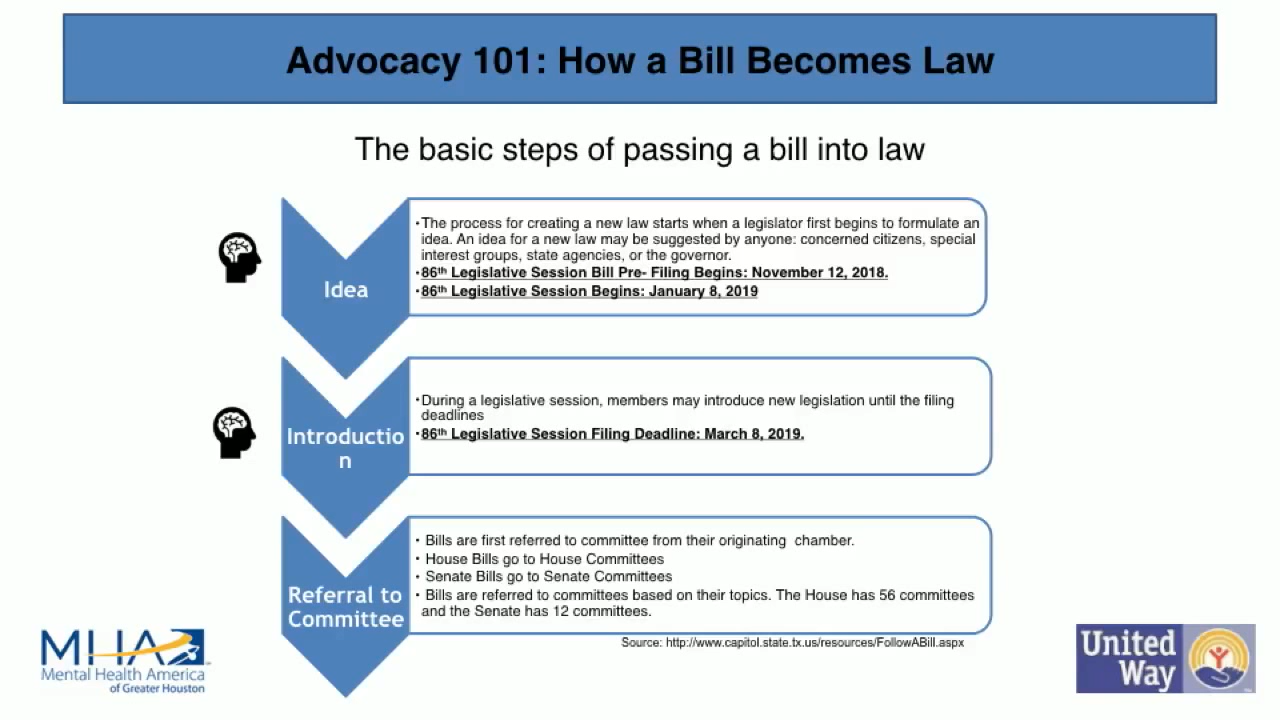 Advocacy 101: How a Bill Becomes Law
The basic steps of passing a bill into law
Idea
•The process for creating a new law starts when a legislator first begins to formulate an
idea. An idea for a new law may be suggested by anyone: concerned citizens, special
interest groups, state agencies, or the governor.
•86th Legislative Session Bill Pre- Filing Begins: November 12, 2018.
•86th Legislative Session Begins: January 8, 2019
Introductio
n
•During a legislative session, members may introduce new legislation until the filing
deadlines
•86th Legislative Session Filing Deadline: March 8, 2019.
Referral to
Committee
• Bills are first referred to committee from their originating chamber.
• House Bills go to House Committees
• Senate Bills go to Senate Committees
• Bills are referred to committees based on their topics. The House has 56 committees
and the Senate has 12 committees.
Source: http://www.capitol.state.tx.us/resources/FollowABill.aspx
MHA
Mental Health America
of Greater Houston
United
Way